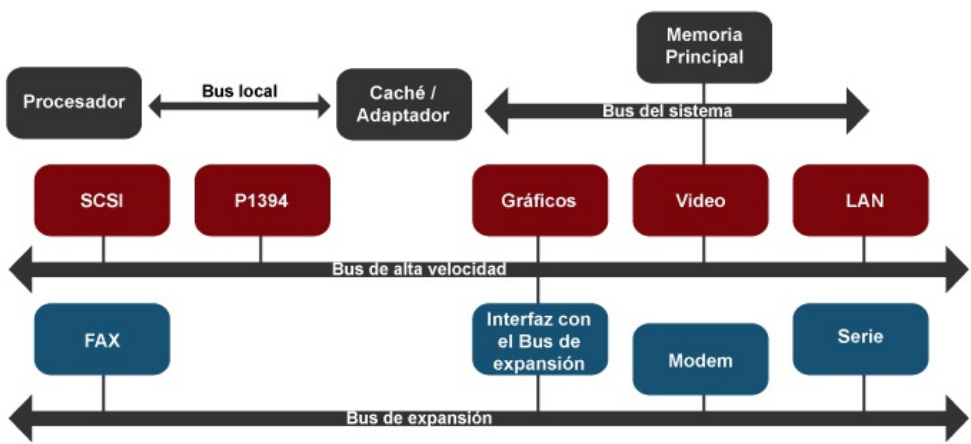 Memoria
Principal
Procesador
Bus local
Caché /
Adaptador
Bus del sistema
SCSI
P1394
Gráficos
Video
LAN
Bus de alta velocidad
FAX
Interfaz con
el Bus de
expansión
Modem
Serie
Bus de expansión